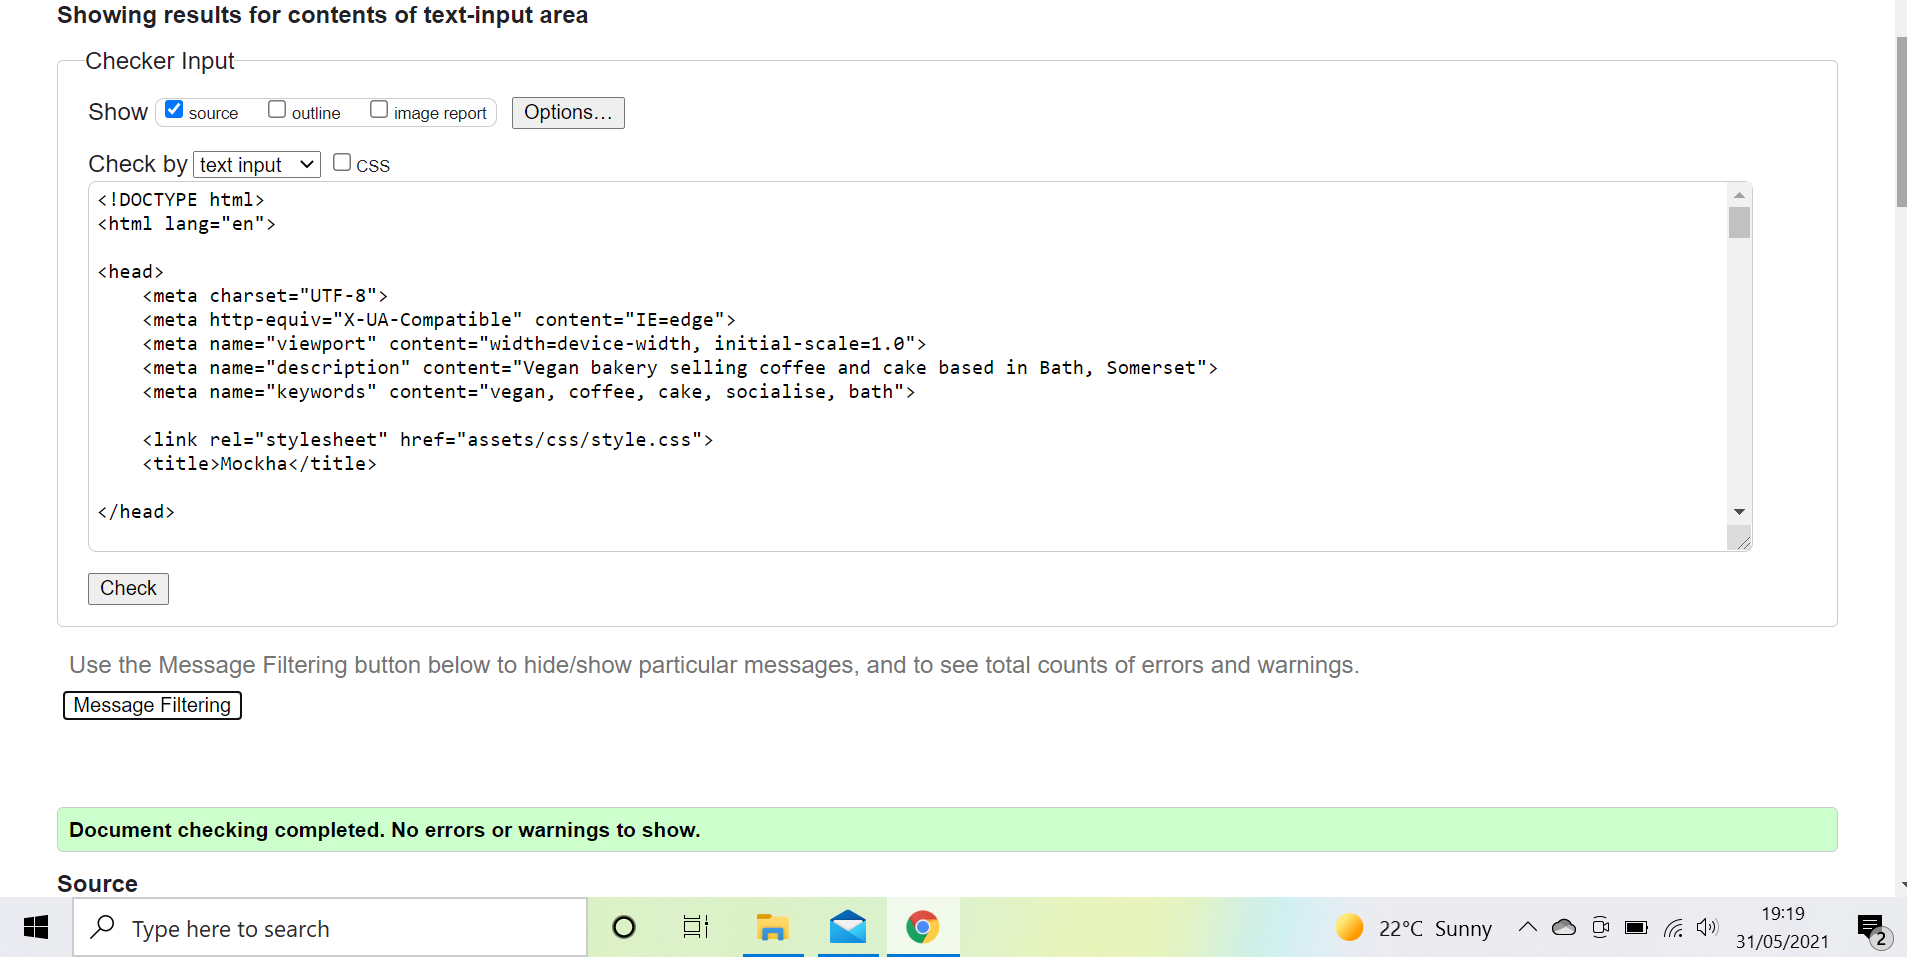 Showing results for contents of text-input area
Checker Input
Show source outline image report Options...
Check by text input CSS
<!DOCTYPE html>
<html lang="en">
<head>
<meta charset="UTF-8">
<meta http-equiv="X-UA-Compatible" content="IE=edge">
<meta name="viewport" content="width=device-width, initial-scale=1.0">
<meta name="description" content="Vegan bakery selling coffee and cake based in Bath, Somerset">
<meta name="keywords" content="vegan, coffee, cake, socialise, bath">
<link rel="stylesheet" href="assets/css/style.css">
<title>Mockha</title>
</head>
Check
Use the Message Filtering button below to hide/show particular messages, and to see total counts of errors and warnings.
Message Filtering
Document checking completed. No errors or warnings to show.
Source
Type here to search
22°C Sunny
19:19
31/05/2021
2